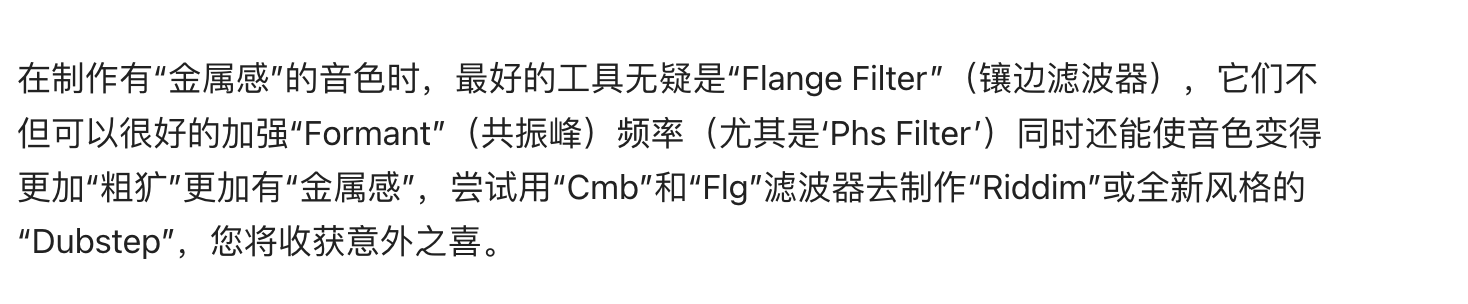 在制作有“金属感”的音色时，最好的工具无疑是“Flange Filter”（镶边滤波器），它们不
但可以很好的加强“Formant”（共振峰）频率（尤其是‘Phs Filter’）同时还能使音色变得
更加“粗犷”更加有“金属感”，尝试用“Cmb”和“Flg”滤波器去制作“Riddim”或全新风格的
“Dubstep”，您将收获意外之喜。